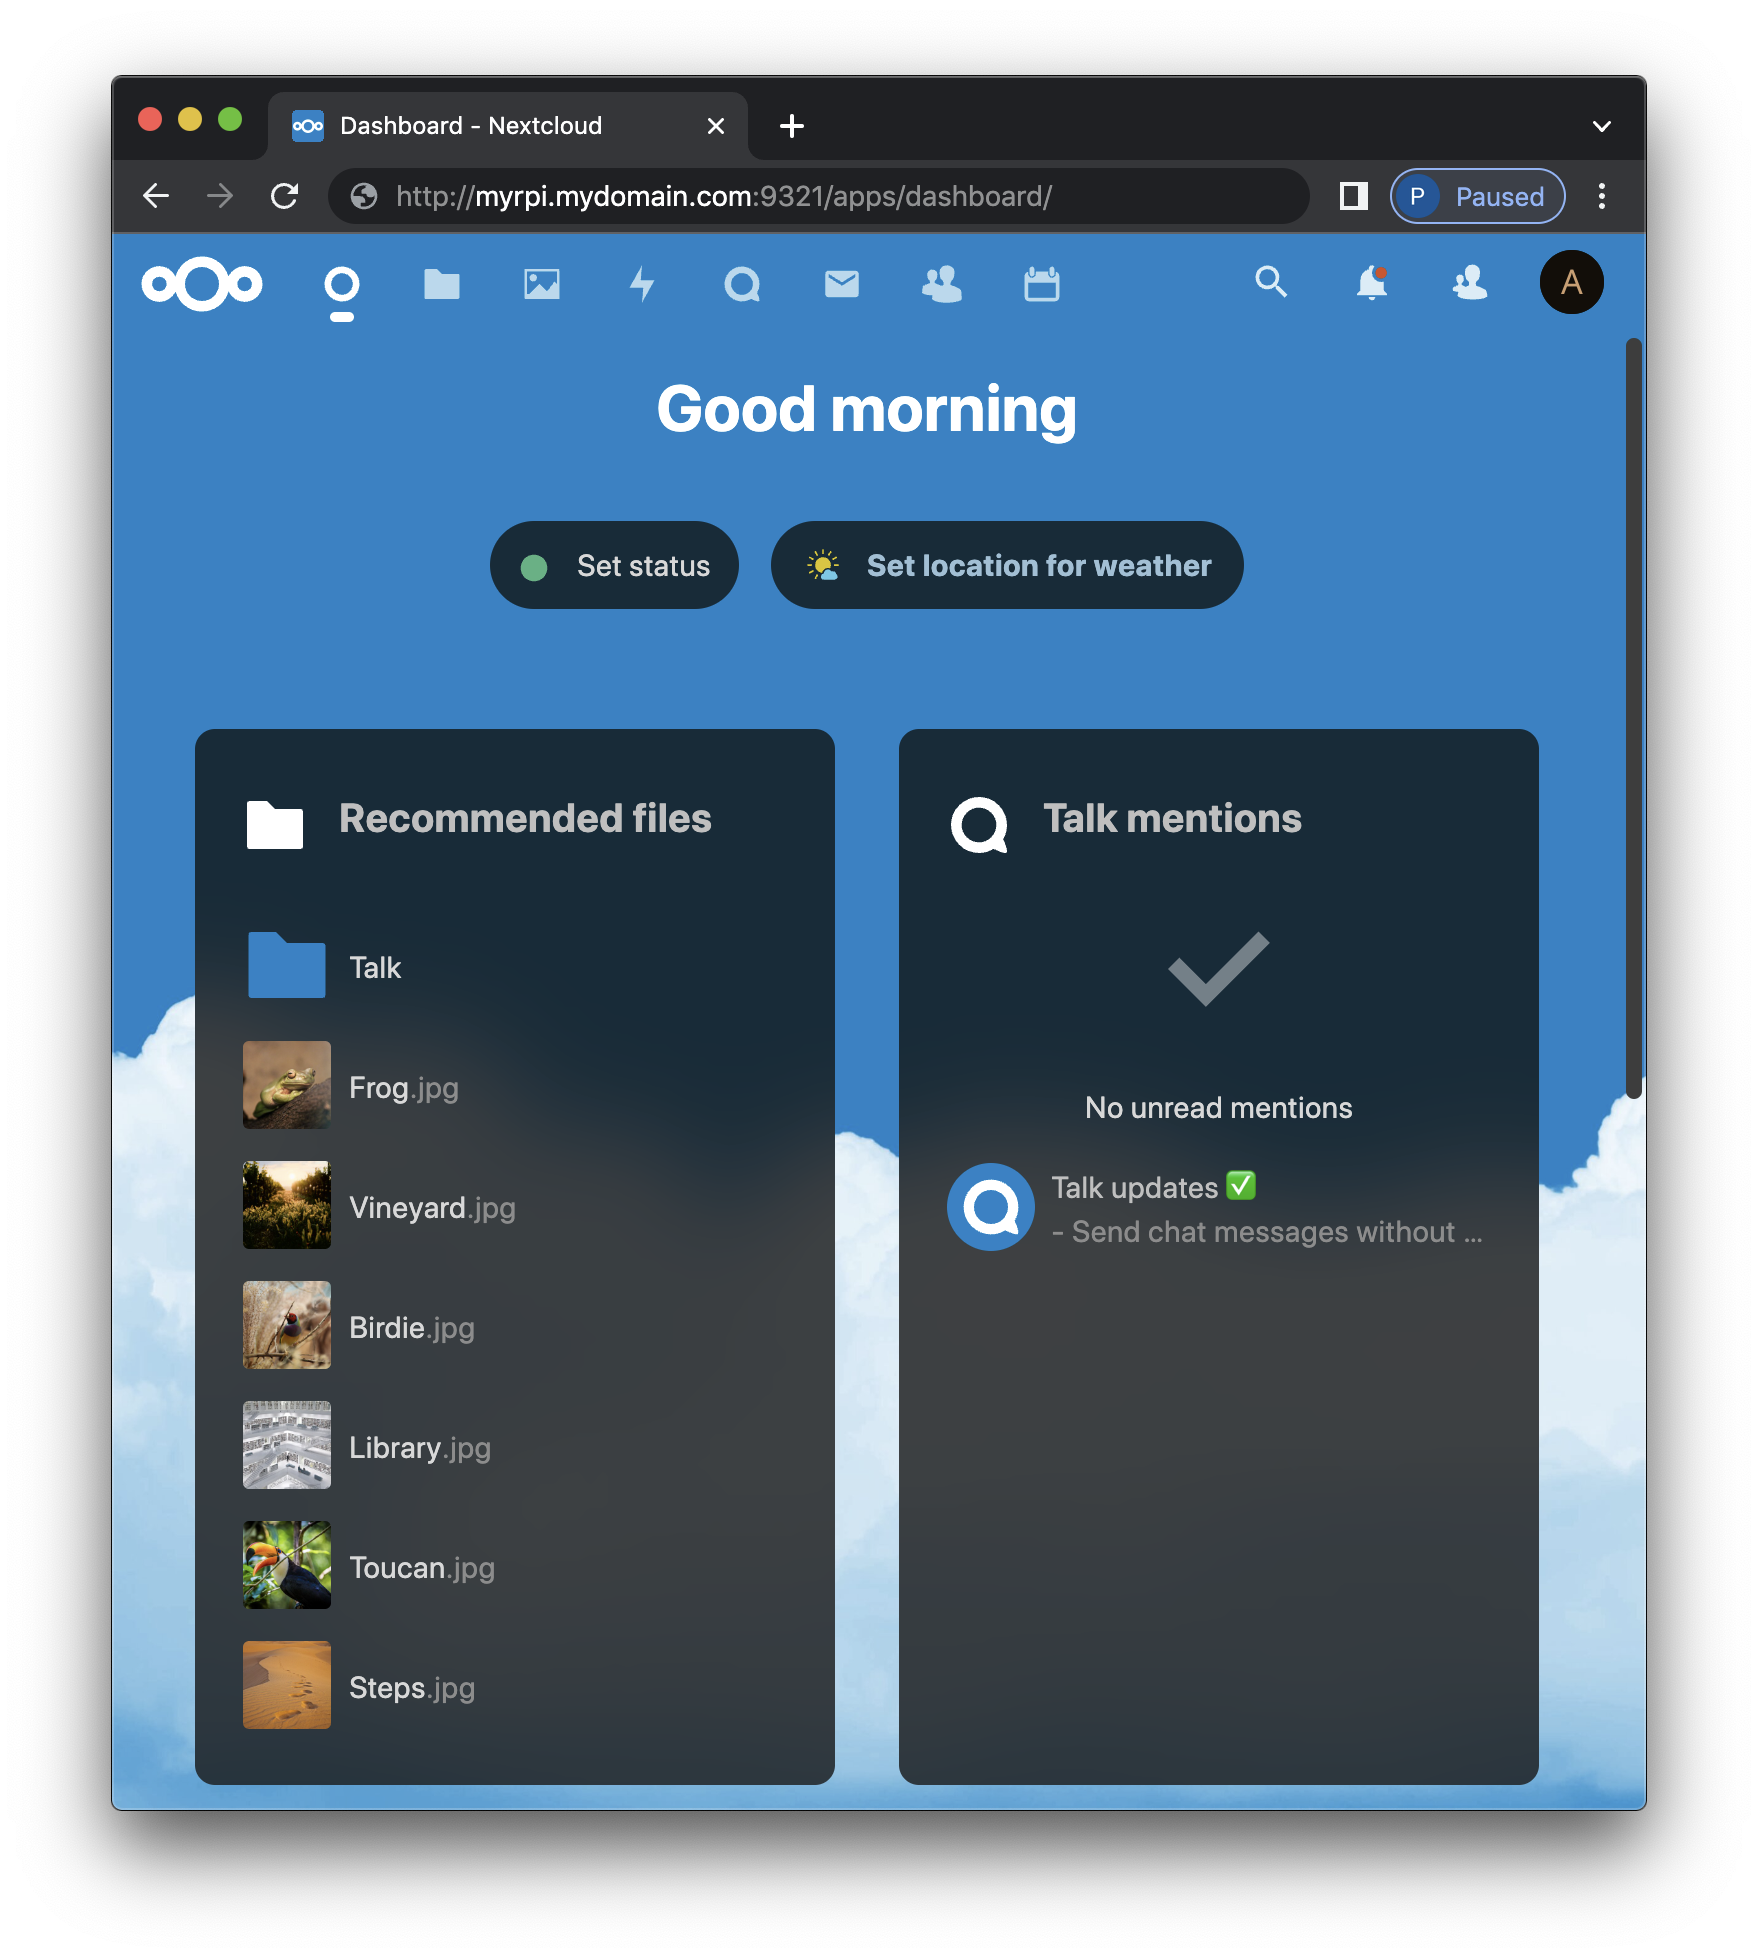 Dashboard - Nextcloud
http://myrpi.mydomain.com:9321/apps/dashboard/
P Paused
A
Good morning
Set status
Set location for weather
Recommended files
Talk
Frog.jpg
Vineyard.jpg
Birdie.jpg
Library.jpg
Toucan.jpg
Steps.jpg
Talk mentions
No unread mentions
Talk updates ✅
- Send chat messages without ...